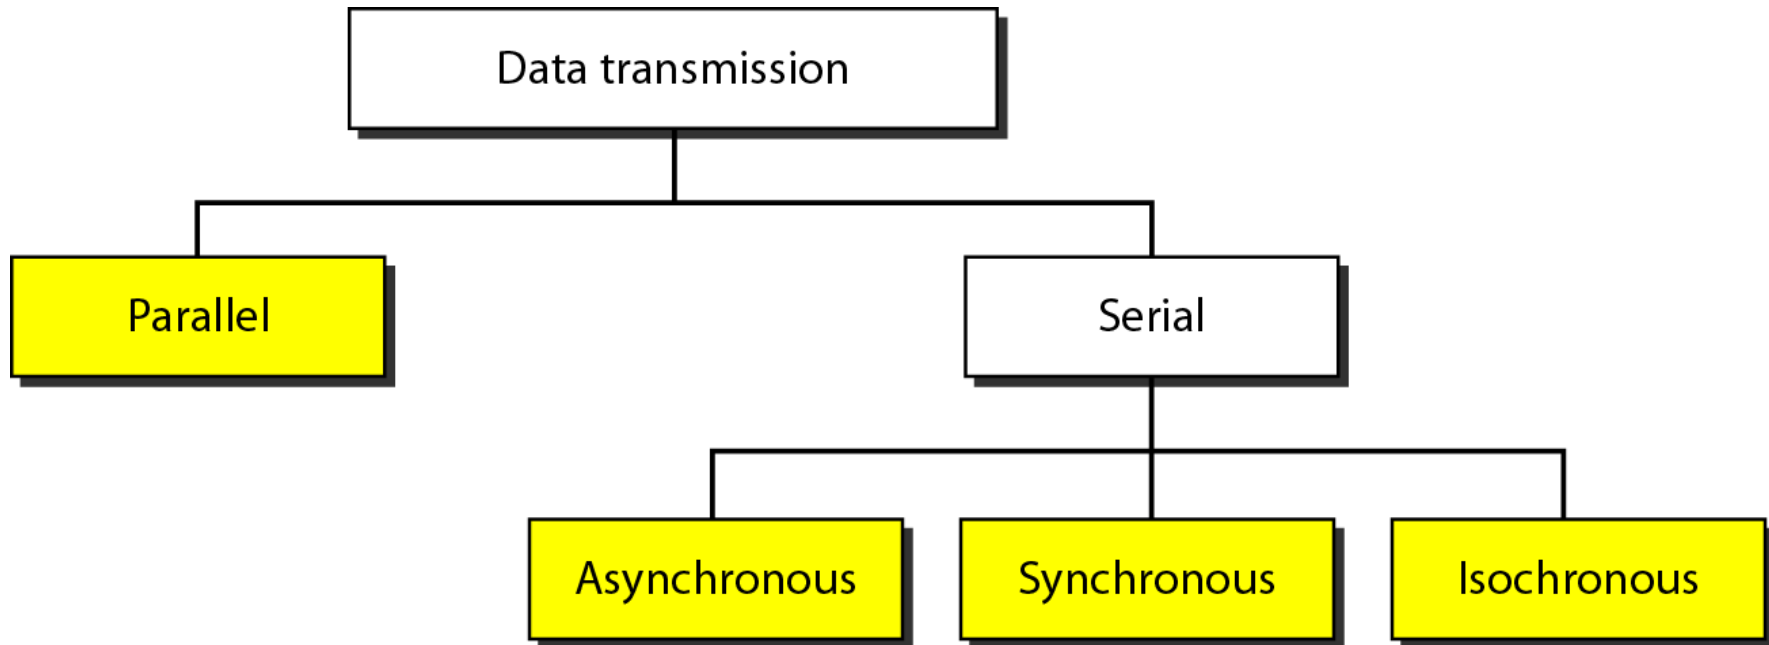 Data transmission
Parallel
Serial
Asynchronous
Synchronous
Isochronous